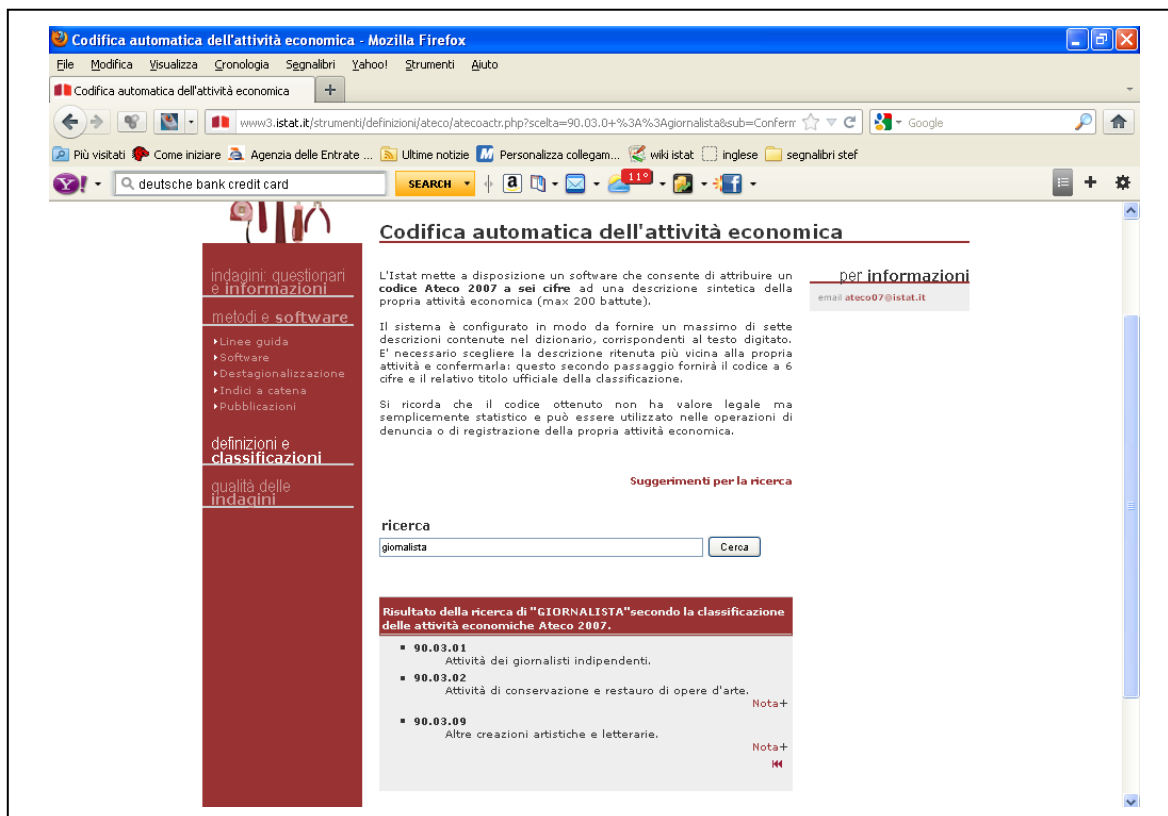 Codifica automatica dell'attività economica - Mozilla Firefox
File Modifica Visualizza Cronologia Segnalibri Yahoo! Strumenti Aiuto
Codifica automatica dell'attività economica +
www3.istat.it/strumenti/definizioni/ateco/atecoactr.php?scelta=90.03.0+%3A%3Agiornalista&sub=Conferm Google
Più visitati Come iniziare Agenzia delle Entrate ... Ultime notizie Personalizza collegam... wiki istat inglese segnalibri stef
Y! deutsche bank credit card SEARCH a 11° f
Codifica automatica dell'attività economica
indagini: questionari
e informazioni
metodi e software
Linee guida
Software
Destagionalizzazione
Indici a catena
Pubblicazioni
definizioni e
classificazioni
qualità delle
indagini
L'Istat mette a disposizione un software che consente di attribuire un
codice Ateco 2007 a sei cifre ad una descrizione sintetica della
propria attività economica (max 200 battute).
Il sistema è configurato in modo da fornire un massimo di sette
descrizioni contenute nel dizionario, corrispondenti al testo digitato.
E' necessario scegliere la descrizione ritenuta più vicina alla propria
attività e confermarla: questo secondo passaggio fornirà il codice a 6
cifre e il relativo titolo ufficiale della classificazione.
Si ricorda che il codice ottenuto non ha valore legale ma
semplicemente statistico e può essere utilizzato nelle operazioni di
denuncia o di registrazione della propria attività economica.
Suggerimenti per la ricerca
per informazioni
email ateco07@istat.it
ricerca
giornalista Cerca
Risultato della ricerca di "GIORNALISTA"secondo la classificazione
delle attività economiche Ateco 2007.
90.03.01
Attività dei giornalisti indipendenti.
90.03.02
Attività di conservazione e restauro di opere d'arte.
Nota+
90.03.09
Altre creazioni artistiche e letterarie.
Nota+